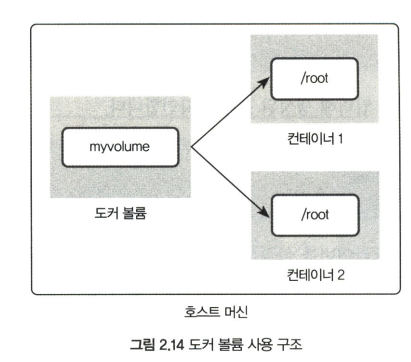 /root
컨테이너 1
myvolume
도커 볼륨
/root
컨테이너 2
호스트 머신
그림 2.14 도커 볼륨 사용 구조